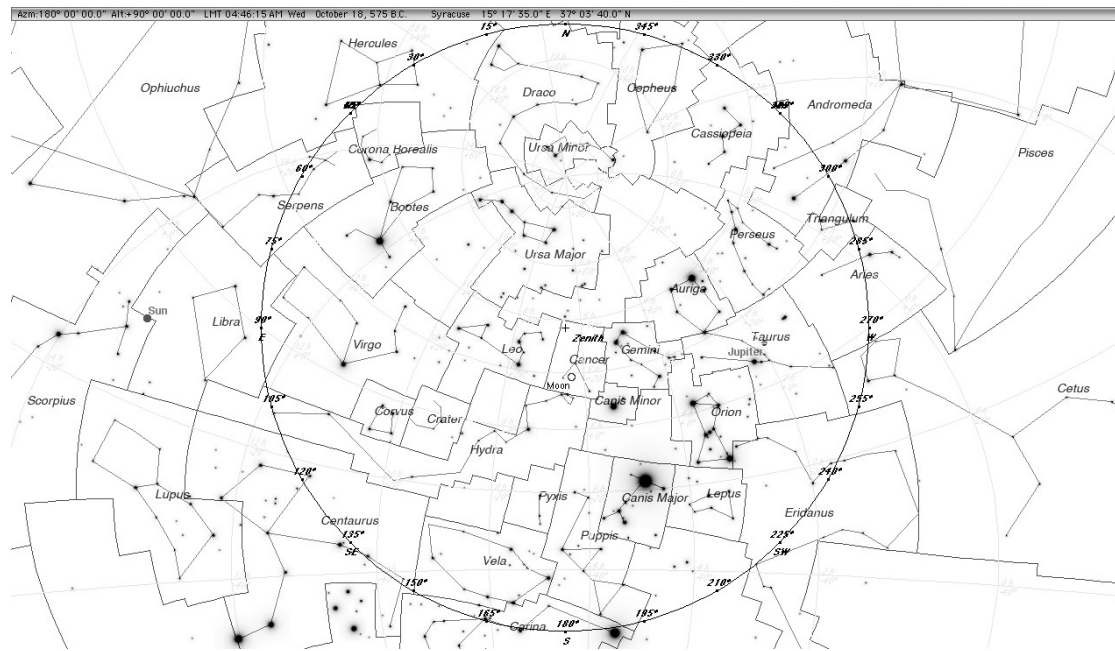 Azm:180° 00' 00.0" Alt:+90° 00' 00.0" LMT 04:46:15 AM Wed October 18, 575 B.C. Syracuse 15° 17' 35.0" E 37° 03' 40.0" N
15° N 345°
Hercules
30° 330°
Ophiuchus Draco Cepheus Andromeda
Cassiopeia
Corona Borealis Ursa Minor Pisces
60° 300°
Serpens Bootes Triangulum
Perseus
75° 285°
Ursa Major Aries
Auriga
Sun Libra 90° 270°
E W
Virgo Zenith Taurus
Leo Cancer Gemini Jupiter
Moon
Scorpius 105° Canis Minor 255° Cetus
Corvus Crater Orion
Hydra
120° 240°
Lupus Pyxis Canis Major Lepus
Eridanus
Centaurus
135° Puppis 225°
SE SW
Vela
150° 210°
165° 195°
Carina 180°
S